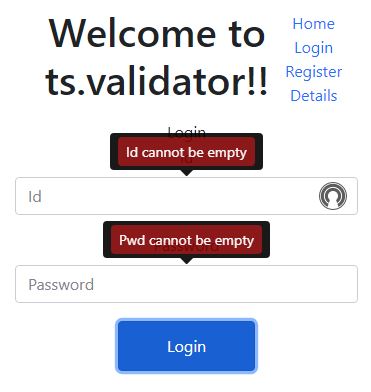 Welcome to
ts.validator!!
Home
Login
Register
Details
Login
Id cannot be empty
Id
Pwd cannot be empty
Password
Login